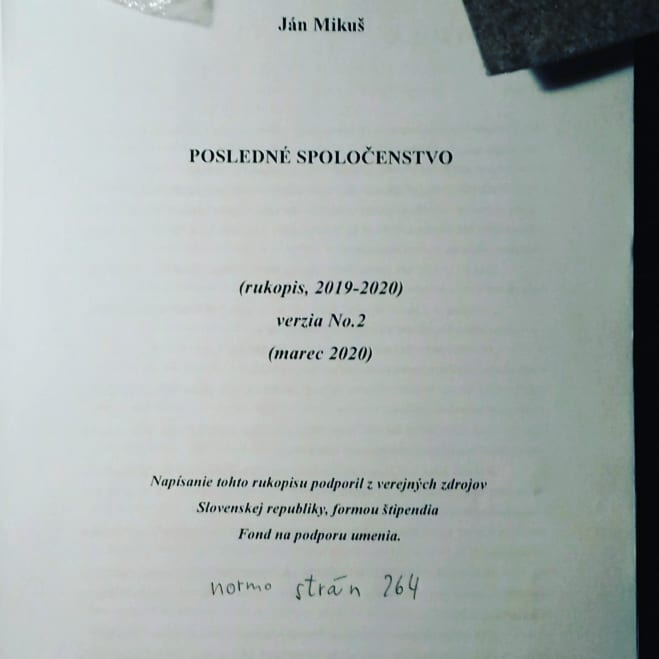 Ján Mikuš
POSLEDNÉ SPOLOČENSTVO
(rukopis, 2019-2020)
verzia No.2
(marec 2020)
Napísanie tohto rukopisu podporil z verejných zdrojov
Slovenskej republiky, formou štipendia
Fond na podporu umenia.
normo strán 264